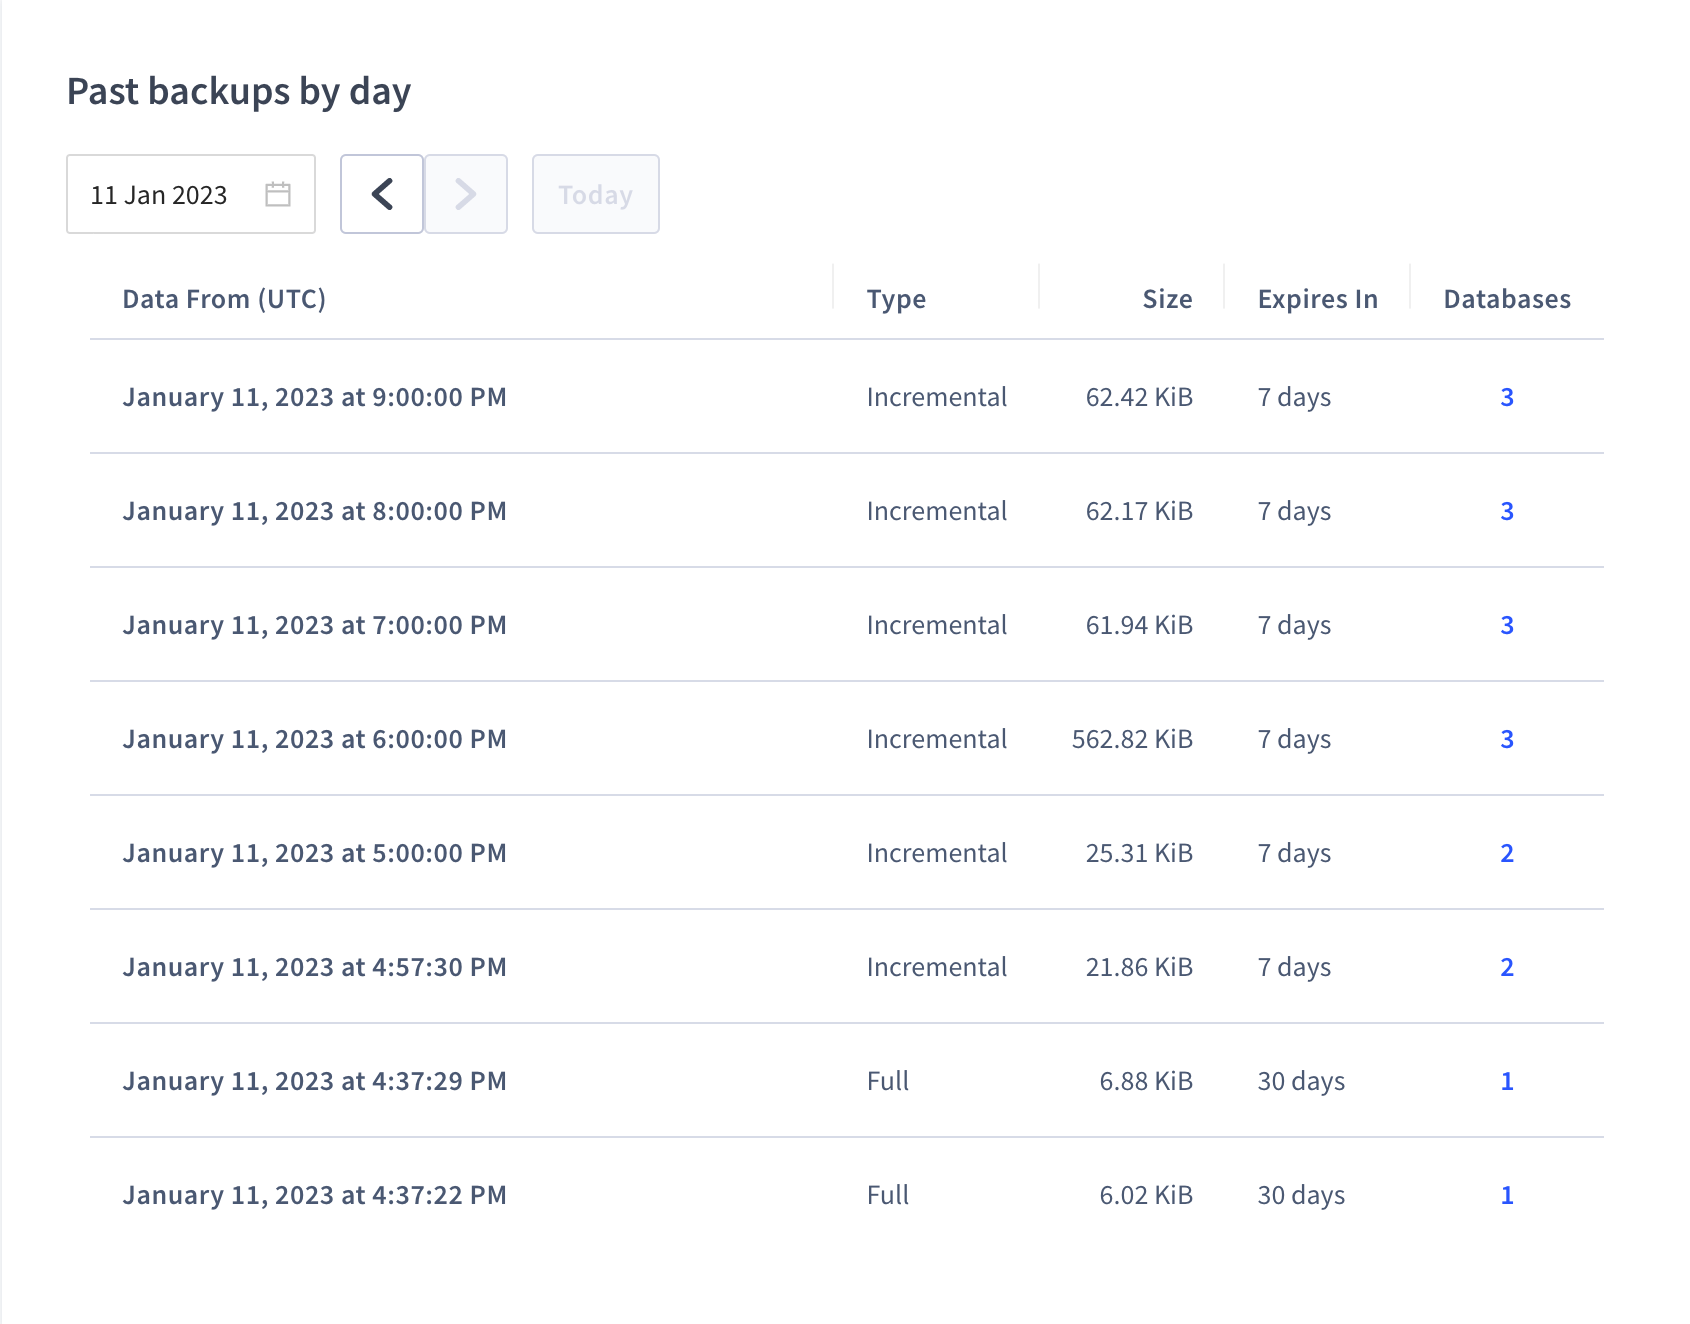 Past backups by day
11 Jan 2023 Today
Data From (UTC) Type Size Expires In Databases
January 11, 2023 at 9:00:00 PM Incremental 62.42 KiB 7 days 3
January 11, 2023 at 8:00:00 PM Incremental 62.17 KiB 7 days 3
January 11, 2023 at 7:00:00 PM Incremental 61.94 KiB 7 days 3
January 11, 2023 at 6:00:00 PM Incremental 562.82 KiB 7 days 3
January 11, 2023 at 5:00:00 PM Incremental 25.31 KiB 7 days 2
January 11, 2023 at 4:57:30 PM Incremental 21.86 KiB 7 days 2
January 11, 2023 at 4:37:29 PM Full 6.88 KiB 30 days 1
January 11, 2023 at 4:37:22 PM Full 6.02 KiB 30 days 1